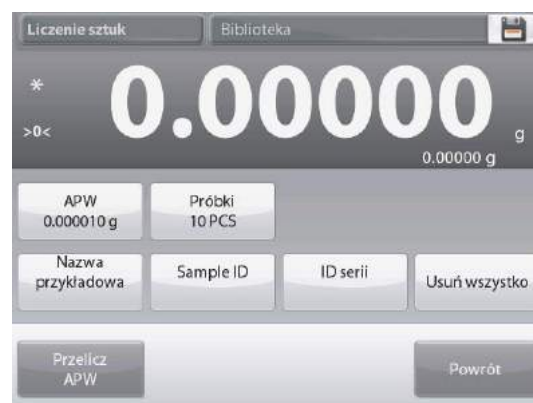 Liczenie sztuk
Biblioteka
*
>0<
0.00000 g
0.00000 g
APW
0.000010 g
Próbki
10 PCS
Nazwa
przykładowa
Sample ID
ID serii
Usuń wszystko
Przelicz
APW
Powrót